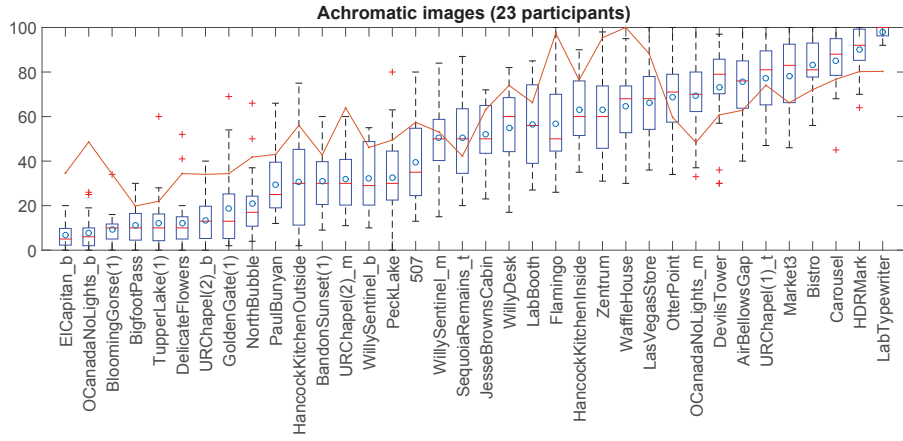 Achromatic images (23 participants)
100
80
60
40
20
0
ElCapitan_b
OCanadaNoLights_b
BloomingGorse(1)
BigfootPass
TupperLake(1)
DelicateFlowers
URChapel(2)_b
GoldenGate(1)
NorthBubble
PaulBunyan
HancockKitchenOutside
BandonSunset(1)
URChapel(2)_m
WillySentinel_b
PeckLake
507
WillySentinel_m
SequoiaRemains_t
JesseBrownsCabin
WillyDesk
LabBooth
Flamingo
HancockKitchenInside
Zentrum
WaffleHouse
LasVegasStore
OtterPoint
OCanadaNoLights_m
DevilsTower
AirBellowsGap
URChapel(1)_t
Market3
Bistro
Carousel
HDRMark
LabTypewriter